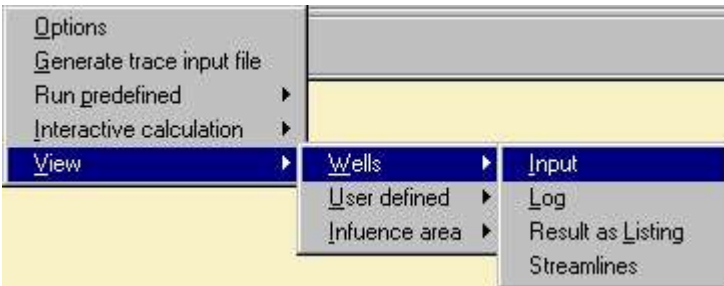 Options
Generate trace input file
Run predefined
Interactive calculation
View
Wells
User defined
Infuence area
Input
Log
Result as Listing
Streamlines